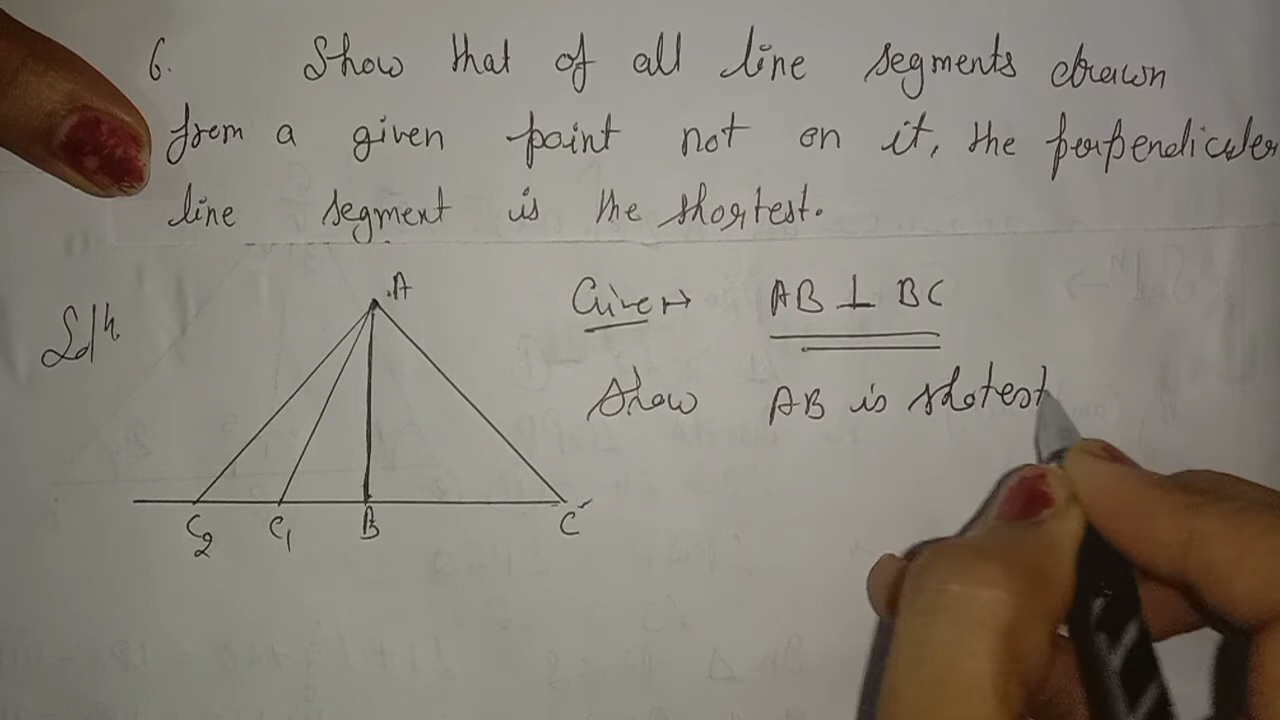 6. Show that of all line segments drawn
from a given point not on it, the perpendicular
line segment is the shortest.
Solⁿ
A
Given AB ⊥ BC
Show AB is shotest
C2 C1 B C